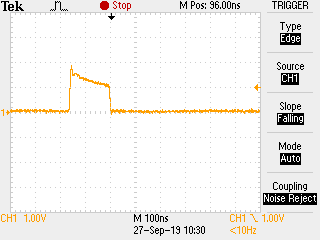 Tek Stop M Pos: 96.00ns TRIGGER
Type
Edge
Source
CH1
Slope
Falling
Mode
Auto
Coupling
Noise Reject
1
CH1 1.00V M 100ns CH1 1.00V
27-Sep-19 10:30 <10Hz